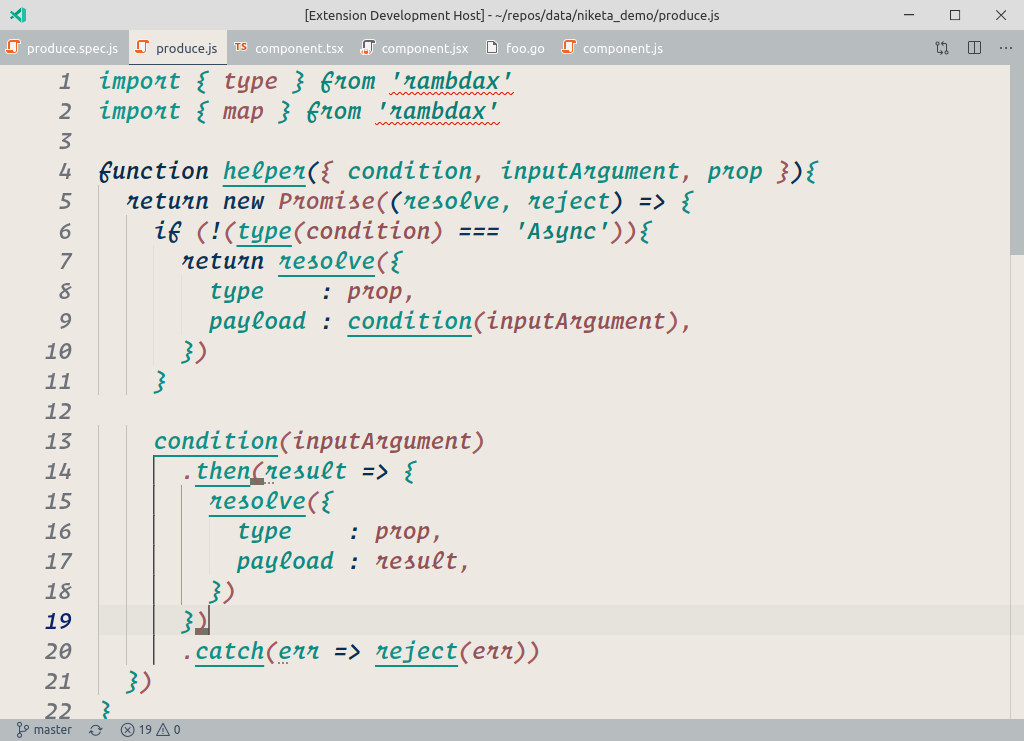 [Extension Development Host] - ~/repos/data/niketa_demo/produce.js
produce.spec.js produce.js TS component.tsx component.jsx foo.go component.js ...
1 import { type } from 'rambdax'
2 import { map } from 'rambdax'
3
4 function helper({ condition, inputArgument, prop }){
5 return new Promise((resolve, reject) => {
6 if (!(type(condition) === 'Async')){
7 return resolve({
8 type : prop,
9 payload : condition(inputArgument),
10 })
11 }
12
13 condition(inputArgument)
14 .then(result => {
15 resolve({
16 type : prop,
17 payload : result,
18 })
19 })
20 .catch(err => reject(err))
21 })
22 }
master 19 0